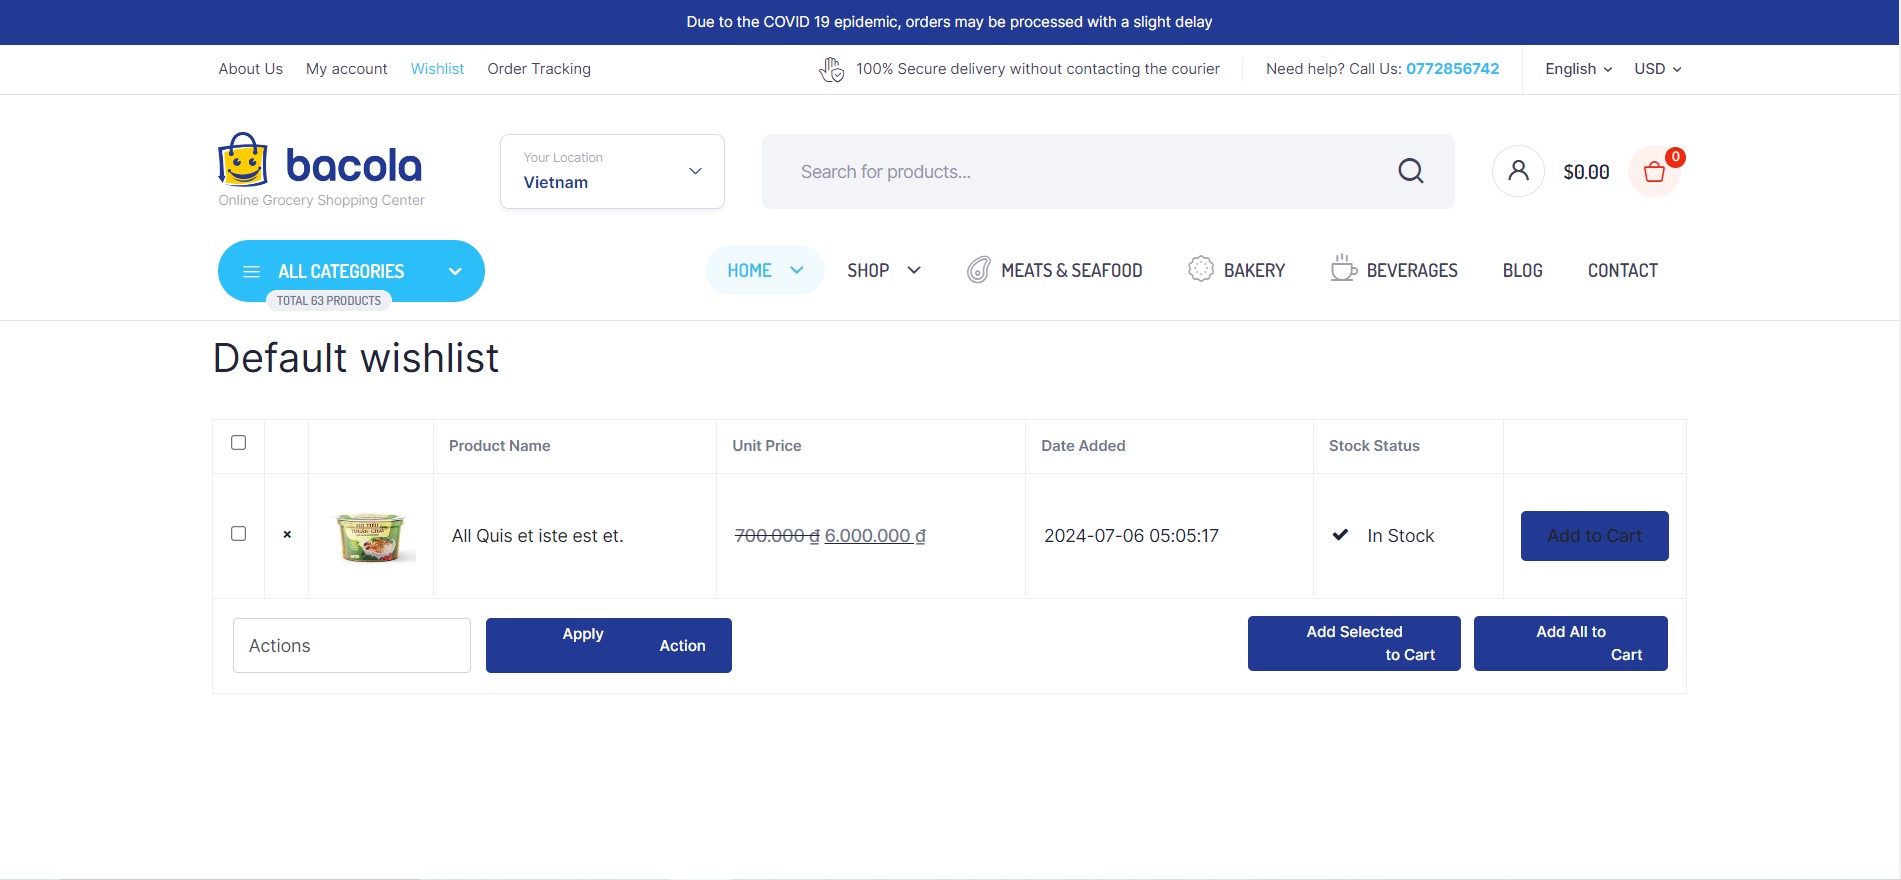 Due to the COVID 19 epidemic, orders may be processed with a slight delay
About Us My account Wishlist Order Tracking 100% Secure delivery without contacting the courier Need help? Call Us: 0772856742 English USD
bacola
Online Grocery Shopping Center
Your Location
Vietnam
Search for products...
$0.00
0
ALL CATEGORIES
TOTAL 63 PRODUCTS
HOME SHOP MEATS & SEAFOOD BAKERY BEVERAGES BLOG CONTACT
Default wishlist
Product Name Unit Price Date Added Stock Status
HỦ TIẾU
THUẦN CHAY
× All Quis et iste est et. 700.000 ₫ 6.000.000 ₫ 2024-07-06 05:05:17 In Stock Add to Cart
Actions
Apply
Action
Add Selected
to Cart
Add All to
Cart